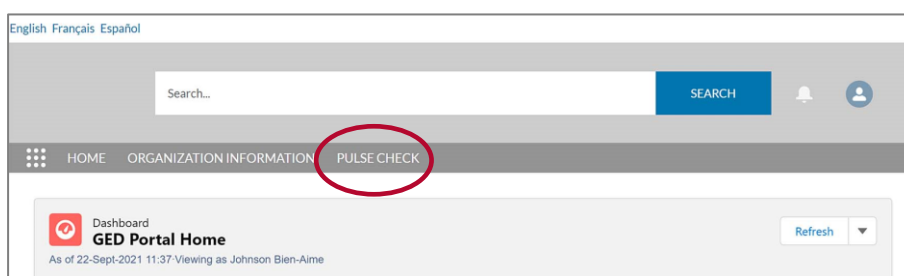 English Français Español
Search... SEARCH
HOME ORGANIZATION INFORMATION PULSE CHECK
Dashboard
GED Portal Home
Refresh
As of 22-Sept-2021 11:37·Viewing as Johnson Bien-Aime